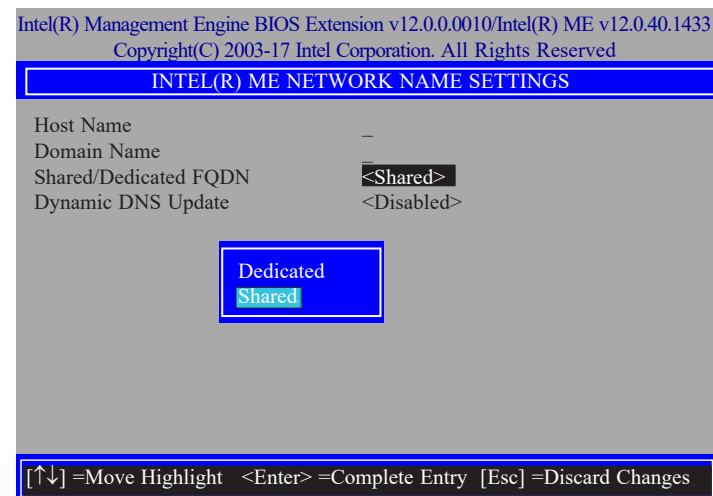 Intel(R) Management Engine BIOS Extension v12.0.0.0010/Intel(R) ME v12.0.40.1433
Copyright(C) 2003-17 Intel Corporation. All Rights Reserved
INTEL(R) ME NETWORK NAME SETTINGS
Host Name _
Domain Name _
Shared/Dedicated FQDN <Shared>
Dynamic DNS Update <Disabled>
Dedicated
Shared
[↑↓] =Move Highlight <Enter> =Complete Entry [Esc] =Discard Changes